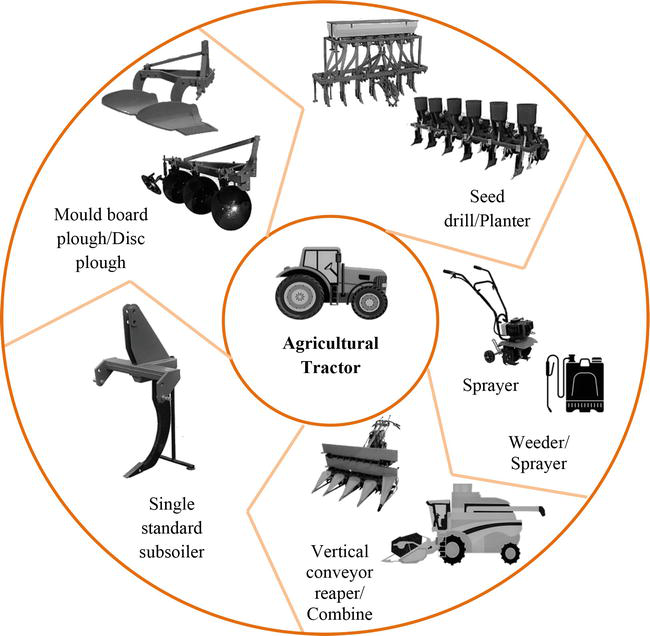 Seed
drill/Planter
Mould board
plough/Disc
plough
Agricultural
Tractor
Sprayer
Weeder/
Sprayer
Single
standard
subsoiler
Vertical
conveyor
reaper/
Combine